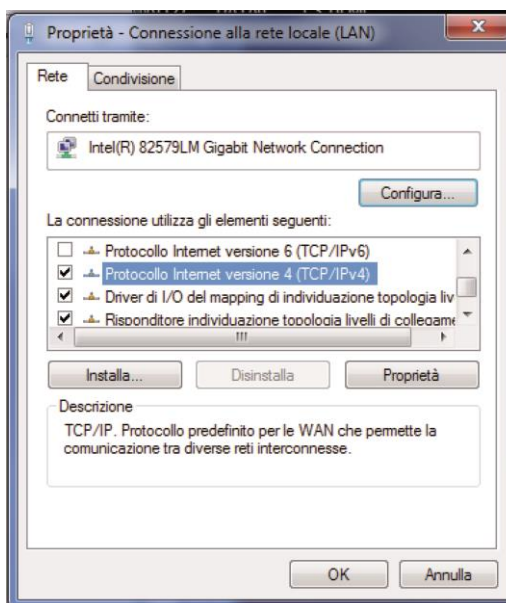 Proprietà - Connessione alla rete locale (LAN)
x
Rete
Condivisione
Connetti tramite:
Intel(R) 82579LM Gigabit Network Connection
Configura...
La connessione utilizza gli elementi seguenti:
Protocollo Internet versione 6 (TCP/IPv6)
Protocollo Internet versione 4 (TCP/IPv4)
Driver di I/O del mapping di individuazione topologia liv
Risponditore individuazione topologia livelli di collegame
Installa...
Disinstalla
Proprietà
Descrizione
TCP/IP. Protocollo predefinito per le WAN che permette la
comunicazione tra diverse reti interconnesse.
OK
Annulla